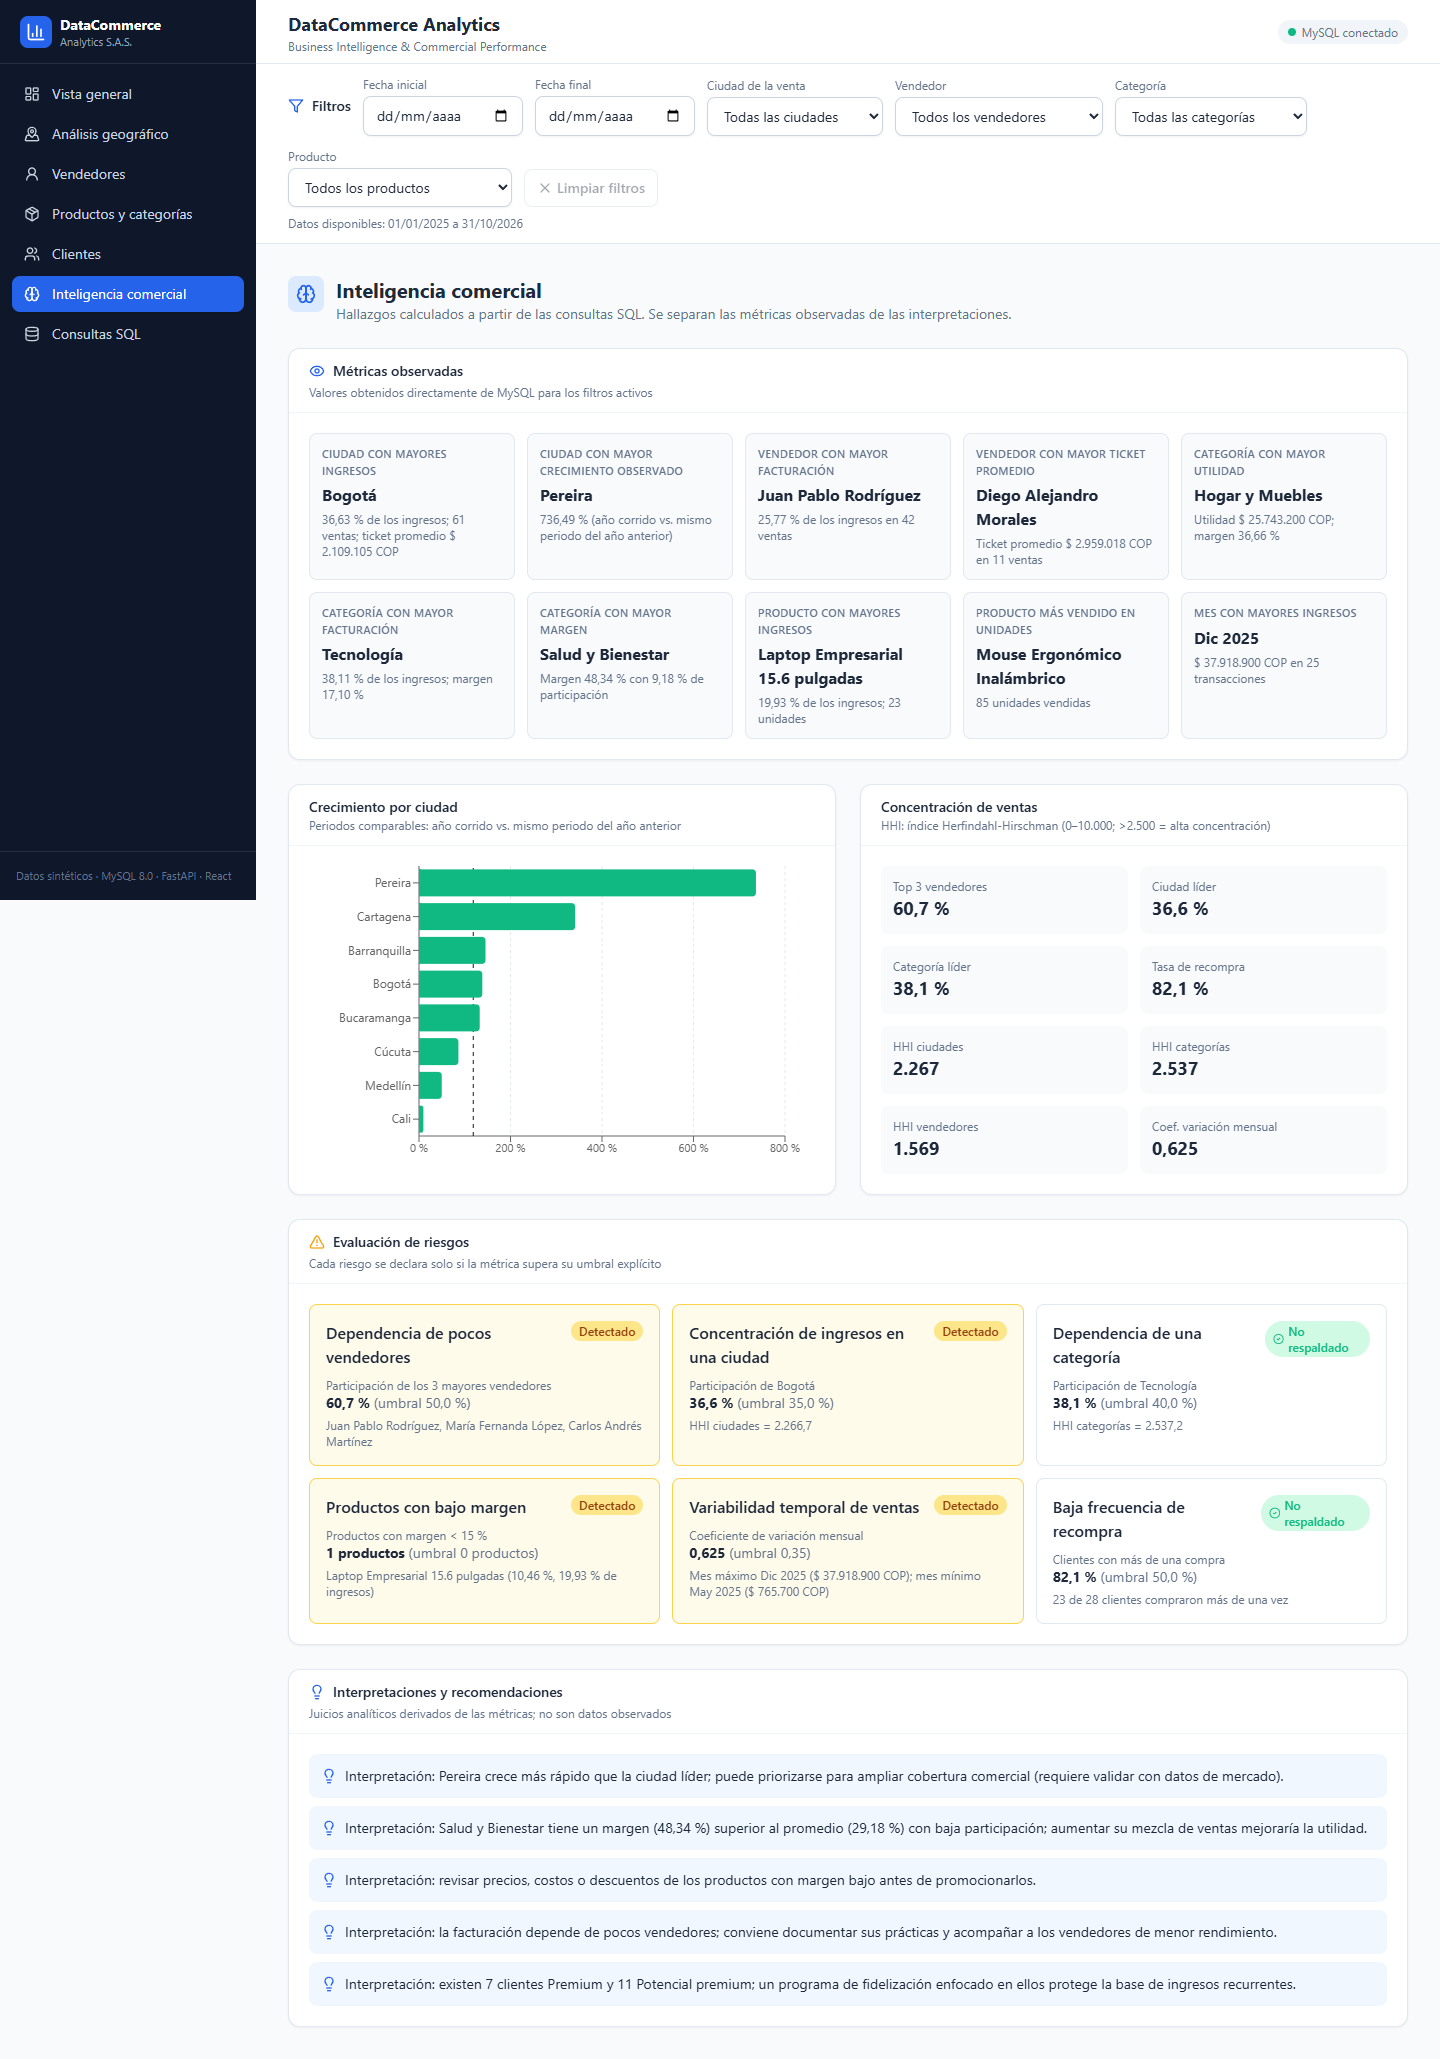 DataCommerce
Analytics S.A.S.
Vista general
Análisis geográfico
Vendedores
Productos y categorías
Clientes
Inteligencia comercial
Consultas SQL
Datos sintéticos · MySQL 8.0 · FastAPI · React
DataCommerce Analytics
Business Intelligence & Commercial Performance
MySQL conectado
Filtros
Fecha inicial
dd/mm/aaaa
Fecha final
dd/mm/aaaa
Ciudad de la venta
Todas las ciudades
Vendedor
Todos los vendedores
Categoría
Todas las categorías
Producto
Todos los productos
Limpiar filtros
Datos disponibles: 01/01/2025 a 31/10/2026
Inteligencia comercial
Hallazgos calculados a partir de las consultas SQL. Se separan las métricas observadas de las interpretaciones.
Métricas observadas
Valores obtenidos directamente de MySQL para los filtros activos
CIUDAD CON MAYORES
INGRESOS
Bogotá
36,63 % de los ingresos; 61
ventas; ticket promedio $
2.109.105 COP
CIUDAD CON MAYOR
CRECIMIENTO OBSERVADO
Pereira
736,49 % (año corrido vs. mismo
periodo del año anterior)
VENDEDOR CON MAYOR
FACTURACIÓN
Juan Pablo Rodríguez
25,77 % de los ingresos en 42
ventas
VENDEDOR CON MAYOR TICKET
PROMEDIO
Diego Alejandro
Morales
Ticket promedio $ 2.959.018 COP
en 11 ventas
CATEGORÍA CON MAYOR
UTILIDAD
Hogar y Muebles
Utilidad $ 25.743.200 COP;
margen 36,66 %
CATEGORÍA CON MAYOR
FACTURACIÓN
Tecnología
38,11 % de los ingresos; margen
17,10 %
CATEGORÍA CON MAYOR
MARGEN
Salud y Bienestar
Margen 48,34 % con 9,18 % de
participación
PRODUCTO CON MAYORES
INGRESOS
Laptop Empresarial
15.6 pulgadas
19,93 % de los ingresos; 23
unidades
PRODUCTO MÁS VENDIDO EN
UNIDADES
Mouse Ergonómico
Inalámbrico
85 unidades vendidas
MES CON MAYORES INGRESOS
Dic 2025
$ 37.918.900 COP en 25
transacciones
Crecimiento por ciudad
Periodos comparables: año corrido vs. mismo periodo del año anterior
Pereira
Cartagena
Barranquilla
Bogotá
Bucaramanga
Cúcuta
Medellín
Cali
0 % 200 % 400 % 600 % 800 %
Concentración de ventas
HHI: índice Herfindahl-Hirschman (0–10.000; >2.500 = alta concentración)
Top 3 vendedores
60,7 %
Ciudad líder
36,6 %
Categoría líder
38,1 %
Tasa de recompra
82,1 %
HHI ciudades
2.267
HHI categorías
2.537
HHI vendedores
1.569
Coef. variación mensual
0,625
Evaluación de riesgos
Cada riesgo se declara solo si la métrica supera su umbral explícito
Dependencia de pocos
vendedores
Detectado
Participación de los 3 mayores vendedores
60,7 % (umbral 50,0 %)
Juan Pablo Rodríguez, María Fernanda López, Carlos Andrés
Martínez
Concentración de ingresos en
una ciudad
Detectado
Participación de Bogotá
36,6 % (umbral 35,0 %)
HHI ciudades = 2.266,7
Dependencia de una
categoría
No
respaldado
Participación de Tecnología
38,1 % (umbral 40,0 %)
HHI categorías = 2.537,2
Productos con bajo margen
Detectado
Productos con margen < 15 %
1 productos (umbral 0 productos)
Laptop Empresarial 15.6 pulgadas (10,46 %, 19,93 % de
ingresos)
Variabilidad temporal de ventas
Detectado
Coeficiente de variación mensual
0,625 (umbral 0,35)
Mes máximo Dic 2025 ($ 37.918.900 COP); mes mínimo
May 2025 ($ 765.700 COP)
Baja frecuencia de
recompra
No
respaldado
Clientes con más de una compra
82,1 % (umbral 50,0 %)
23 de 28 clientes compraron más de una vez
Interpretaciones y recomendaciones
Juicios analíticos derivados de las métricas; no son datos observados
Interpretación: Pereira crece más rápido que la ciudad líder; puede priorizarse para ampliar cobertura comercial (requiere validar con datos de mercado).
Interpretación: Salud y Bienestar tiene un margen (48,34 %) superior al promedio (29,18 %) con baja participación; aumentar su mezcla de ventas mejoraría la utilidad.
Interpretación: revisar precios, costos o descuentos de los productos con margen bajo antes de promocionarlos.
Interpretación: la facturación depende de pocos vendedores; conviene documentar sus prácticas y acompañar a los vendedores de menor rendimiento.
Interpretación: existen 7 clientes Premium y 11 Potencial premium; un programa de fidelización enfocado en ellos protege la base de ingresos recurrentes.